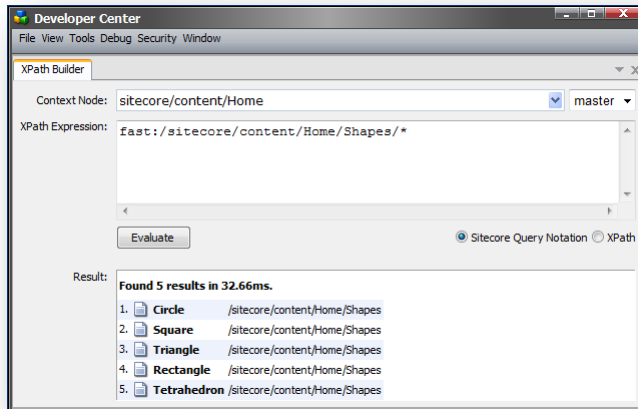 Developer Center
File View Tools Debug Security Window
XPath Builder
Context Node: sitecore/content/Home master
XPath Expression: fast:/sitecore/content/Home/Shapes/*
Evaluate Sitecore Query Notation XPath
Result: Found 5 results in 32.66ms.
1. Circle /sitecore/content/Home/Shapes
2. Square /sitecore/content/Home/Shapes
3. Triangle /sitecore/content/Home/Shapes
4. Rectangle /sitecore/content/Home/Shapes
5. Tetrahedron /sitecore/content/Home/Shapes